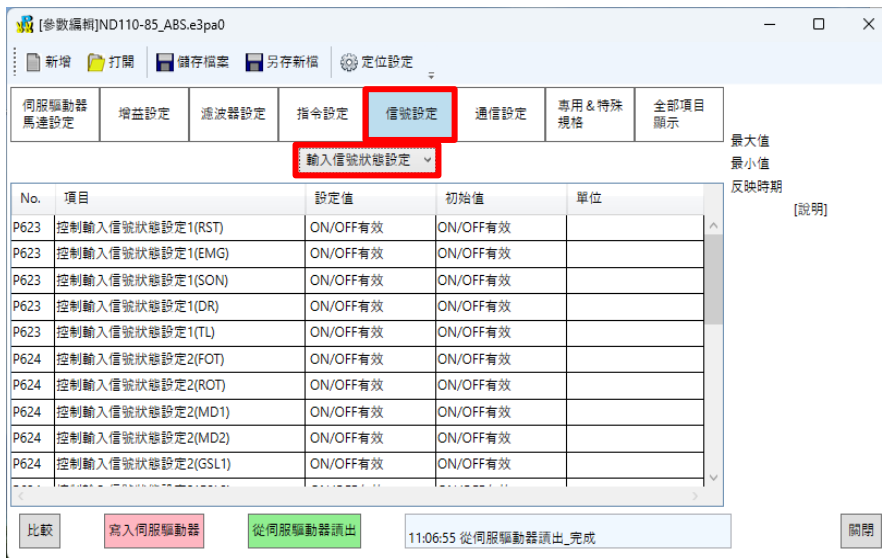 [參數編輯]ND110-85_ABS.e3pa0
新增 打開 儲存檔案 另存新檔 定位設定
伺服驅動器馬達設定 增益設定 濾波器設定 指令設定 信號設定 通信設定 專用&特殊規格 全部項目顯示
最大值
輸入信號狀態設定
最小值
反映時期
[說明]
No. 項目 設定值 初始值 單位
P623 控制輸入信號狀態設定1(RST) ON/OFF有效 ON/OFF有效
P623 控制輸入信號狀態設定1(EMG) ON/OFF有效 ON/OFF有效
P623 控制輸入信號狀態設定1(SON) ON/OFF有效 ON/OFF有效
P623 控制輸入信號狀態設定1(DR) ON/OFF有效 ON/OFF有效
P623 控制輸入信號狀態設定1(TL) ON/OFF有效 ON/OFF有效
P624 控制輸入信號狀態設定2(FOT) ON/OFF有效 ON/OFF有效
P624 控制輸入信號狀態設定2(ROT) ON/OFF有效 ON/OFF有效
P624 控制輸入信號狀態設定2(MD1) ON/OFF有效 ON/OFF有效
P624 控制輸入信號狀態設定2(MD2) ON/OFF有效 ON/OFF有效
P624 控制輸入信號狀態設定2(GSL1) ON/OFF有效 ON/OFF有效
比較 寫入伺服驅動器 從伺服驅動器讀出 11:06:55 從伺服驅動器讀出_完成 關閉